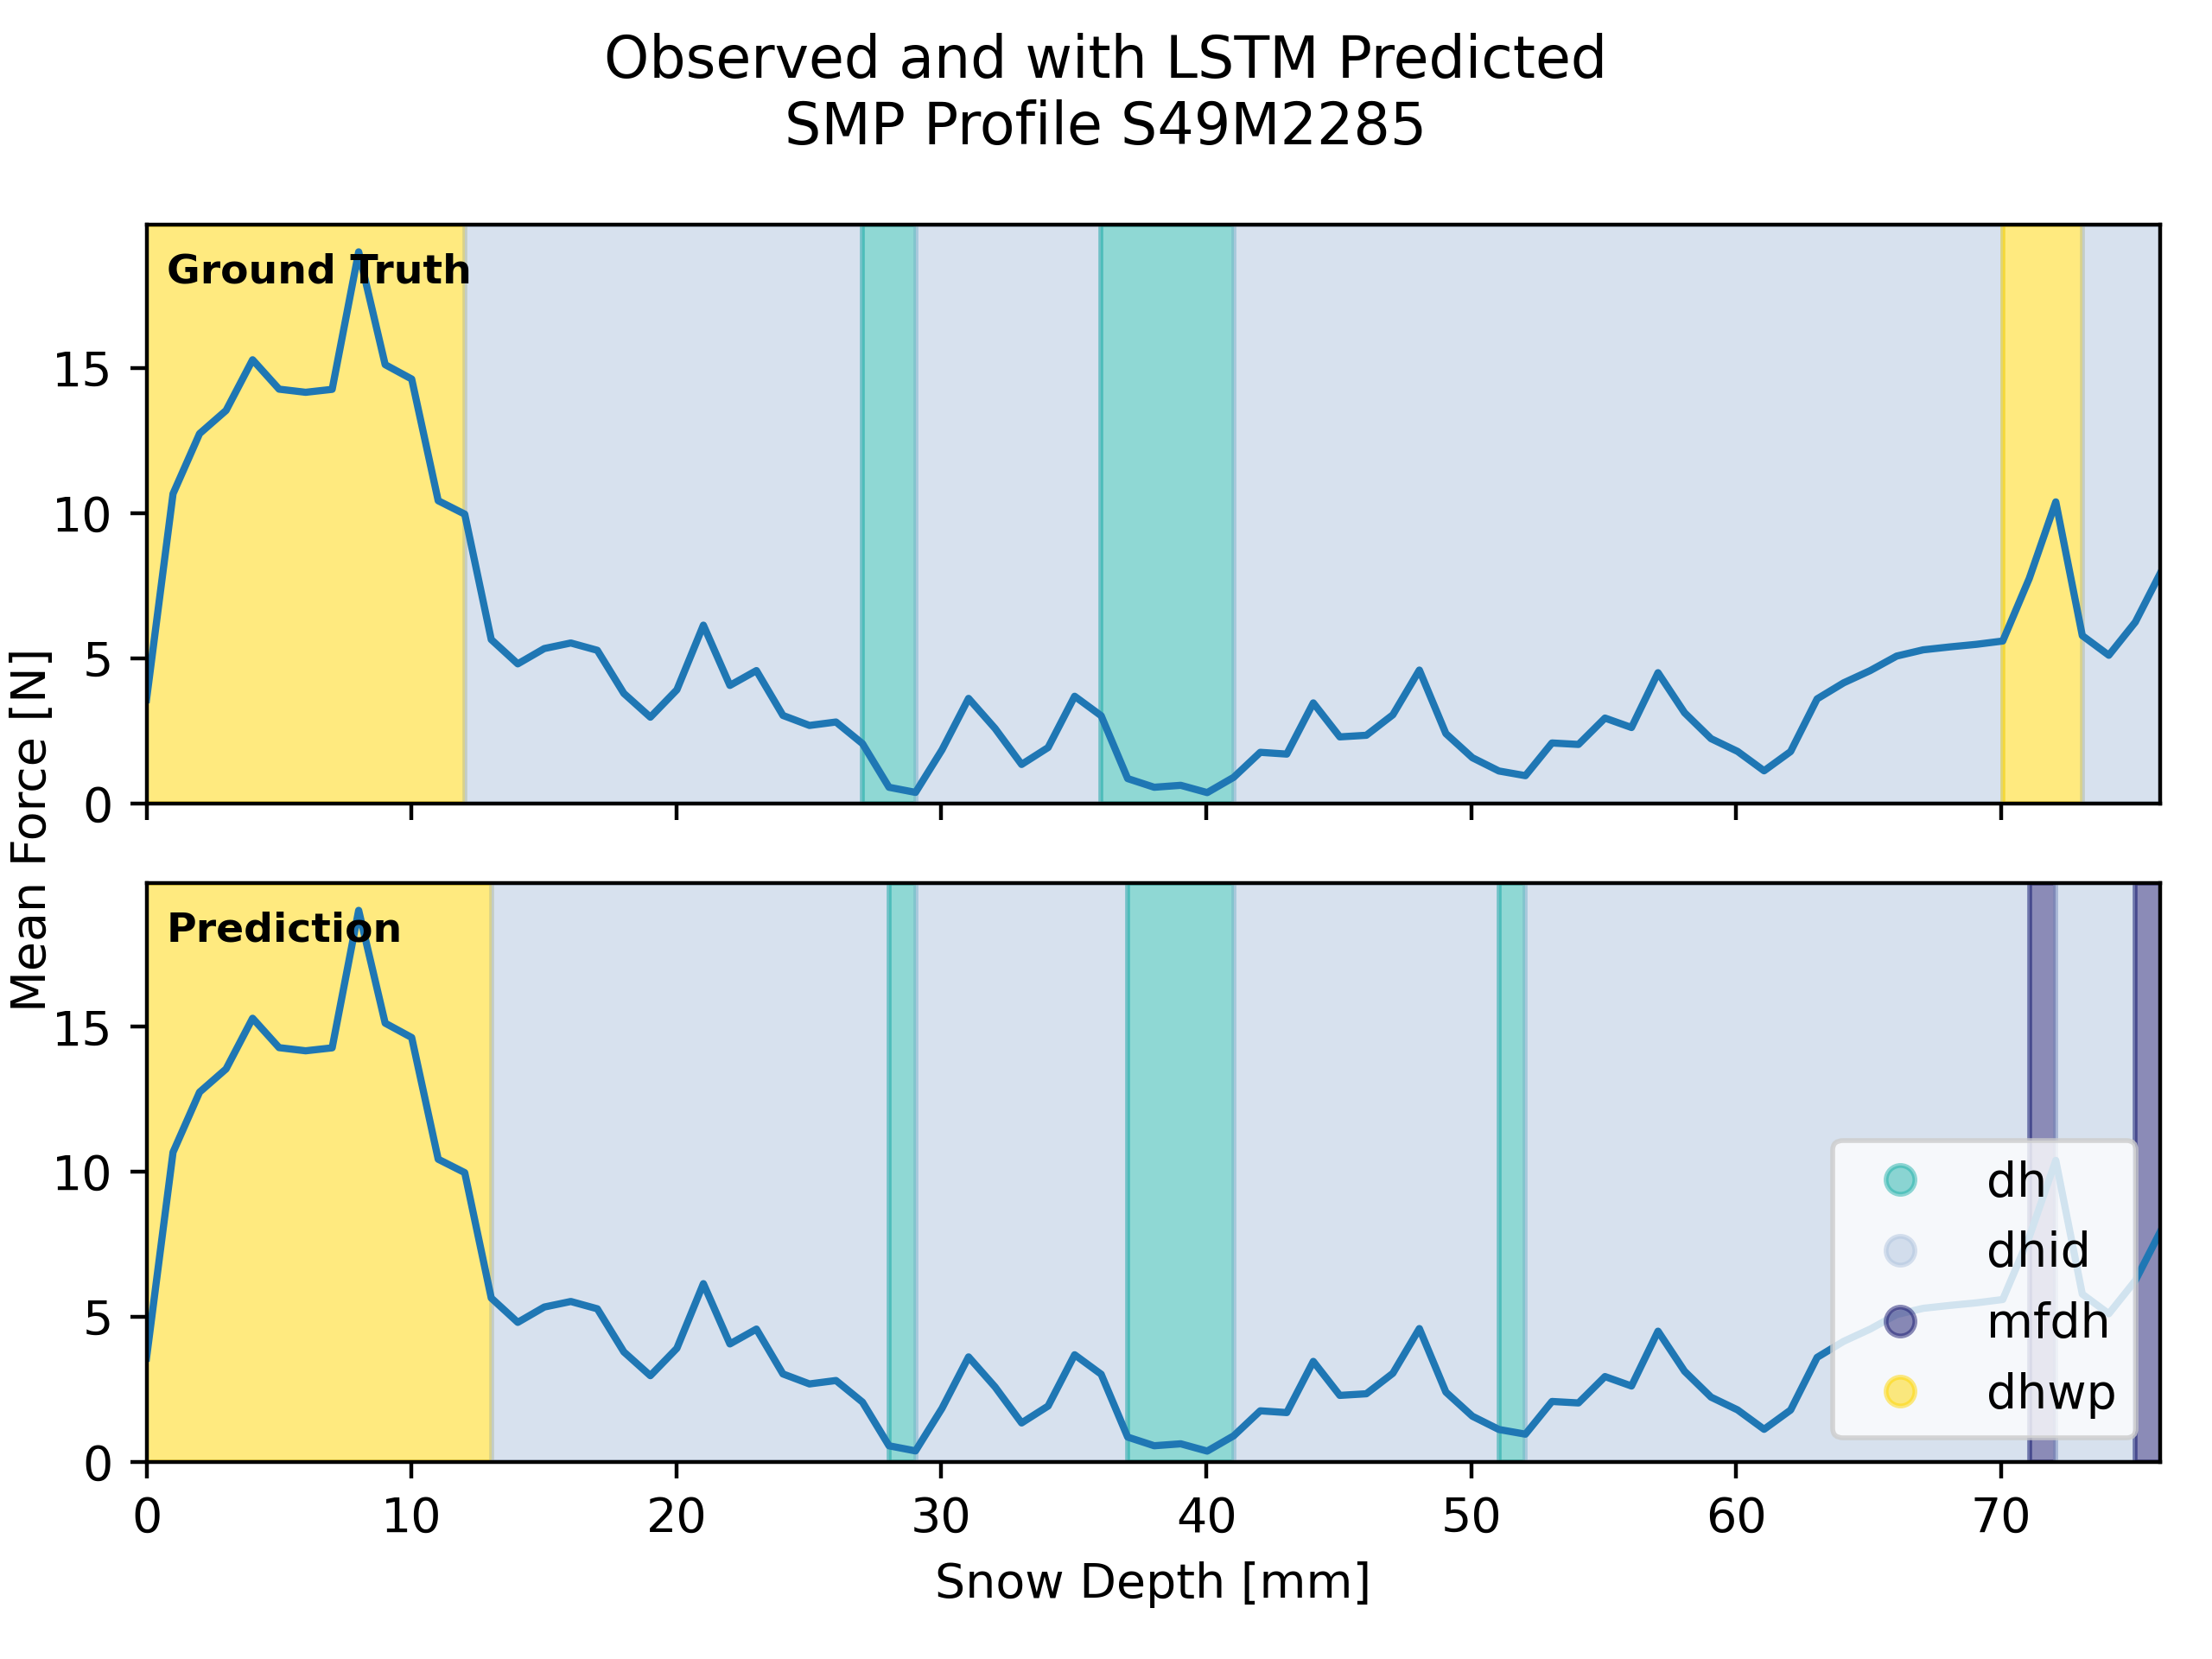 Observed and with LSTM Predicted
SMP Profile S49M2285
Ground Truth
15
10
5
0
Mean Force [N]
Prediction
15
10
5
0
dh
dhid
mfdh
dhwp
0 10 20 30 40 50 60 70
Snow Depth [mm]